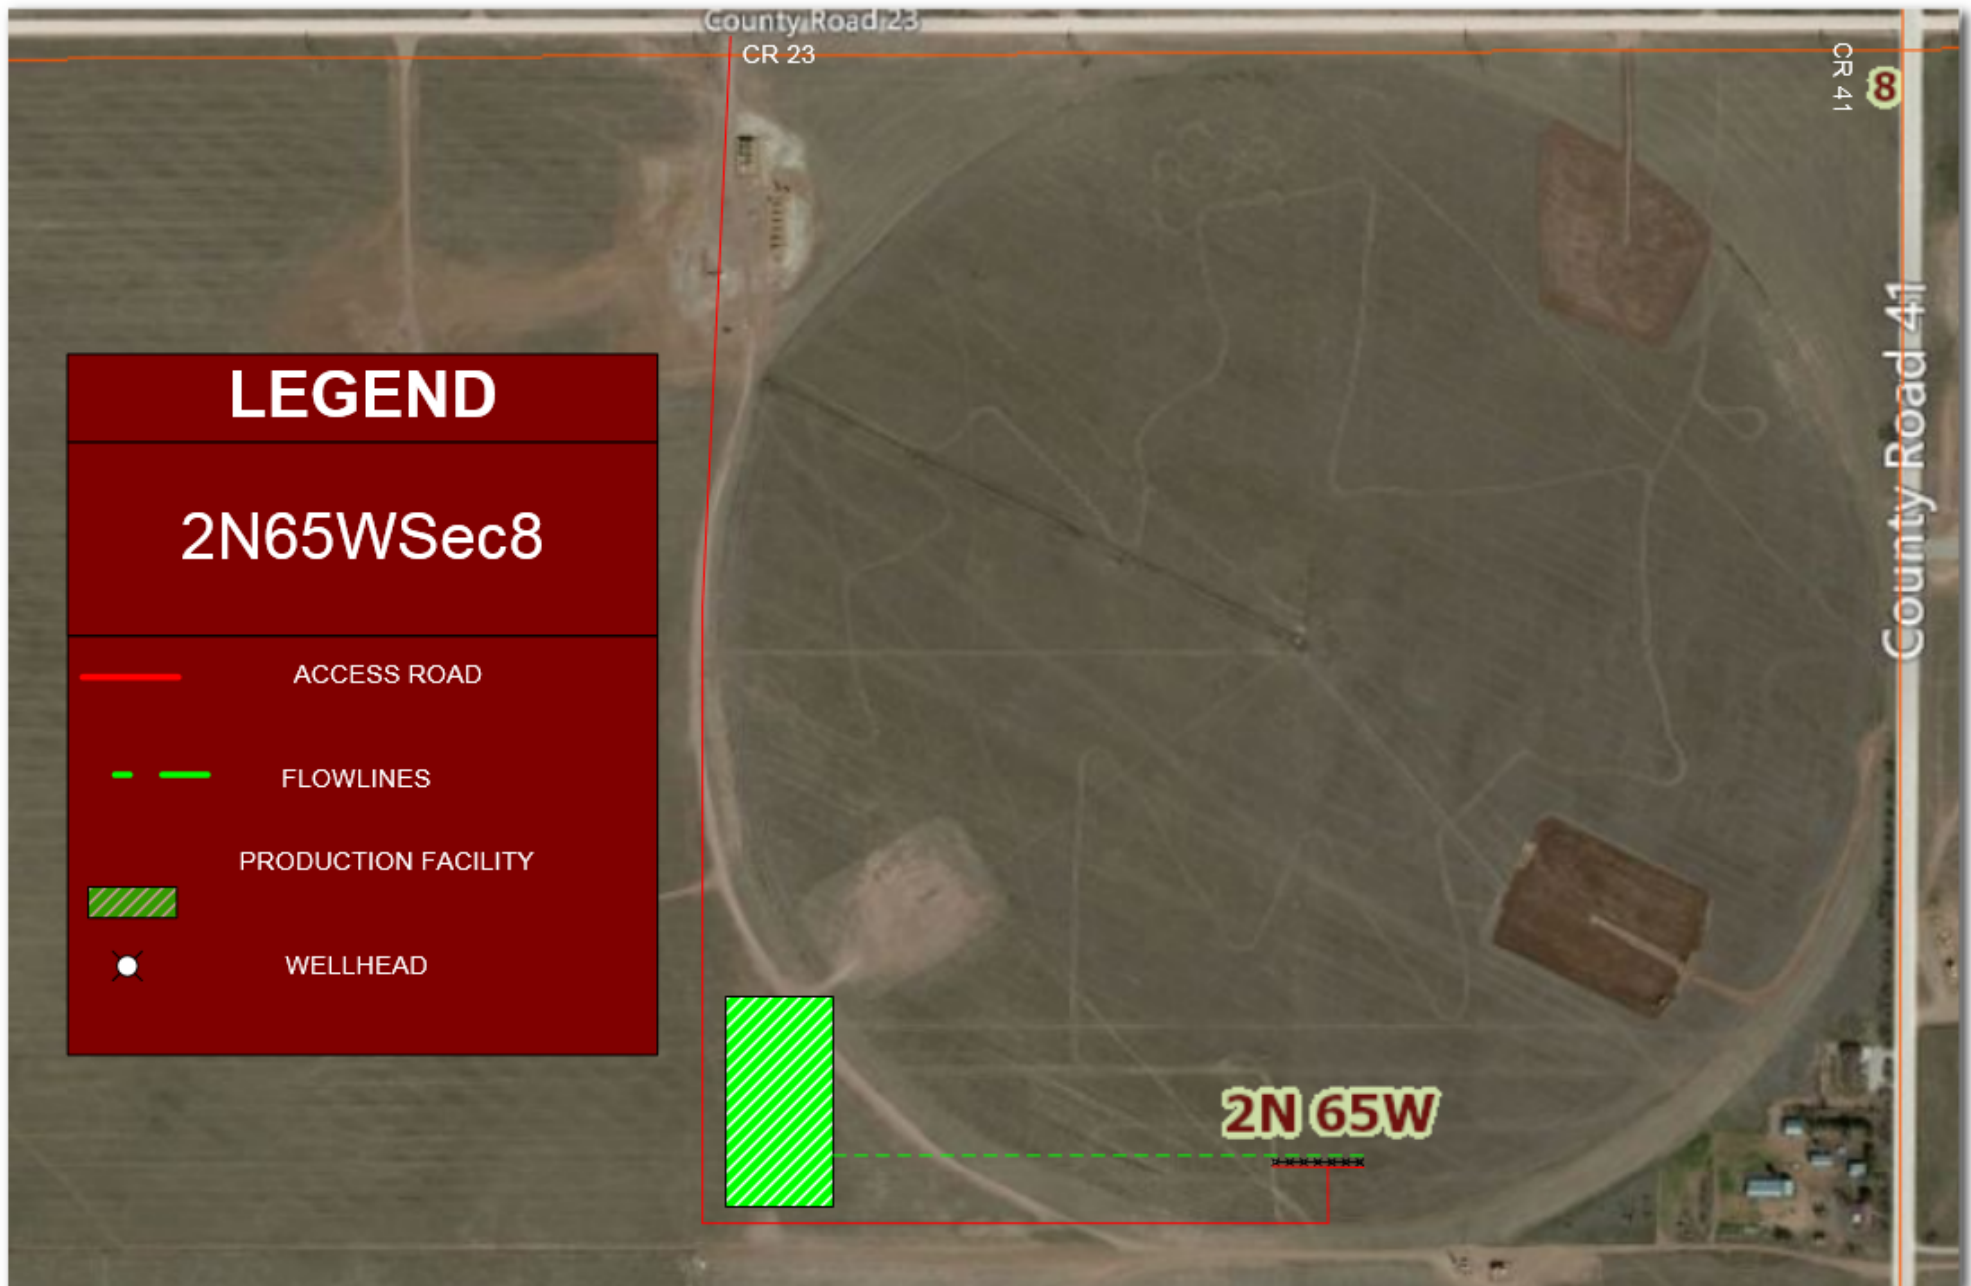 County Road 23
CR 23
CR 41
8
County Road 41
LEGEND
2N65WSec8
ACCESS ROAD
FLOWLINES
PRODUCTION FACILITY
WELLHEAD
2N 65W